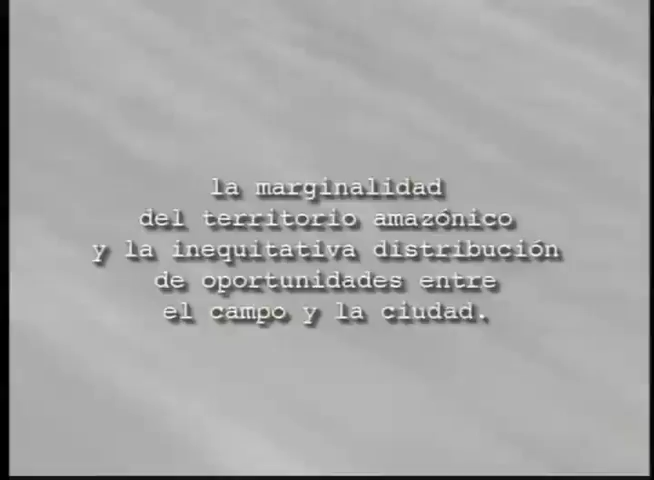 la marginalidad
del territorio amazónico
y la inequitativa distribución
de oportunidades entre
el campo y la ciudad.